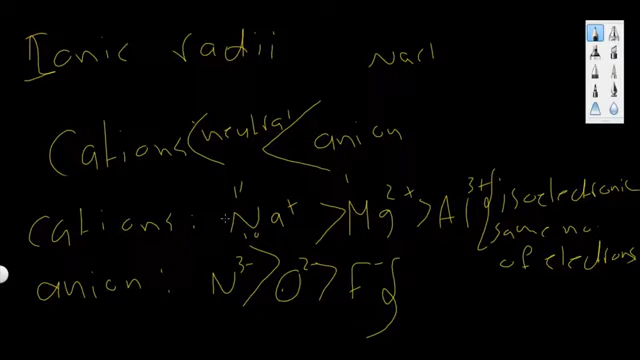 Ionic radii NaCl
Cations < neutral < anion
isoelectronic
cations: Na+ > Mg2+ > Al3+ same no.
of electrons
anion: N3- > O2- > F-